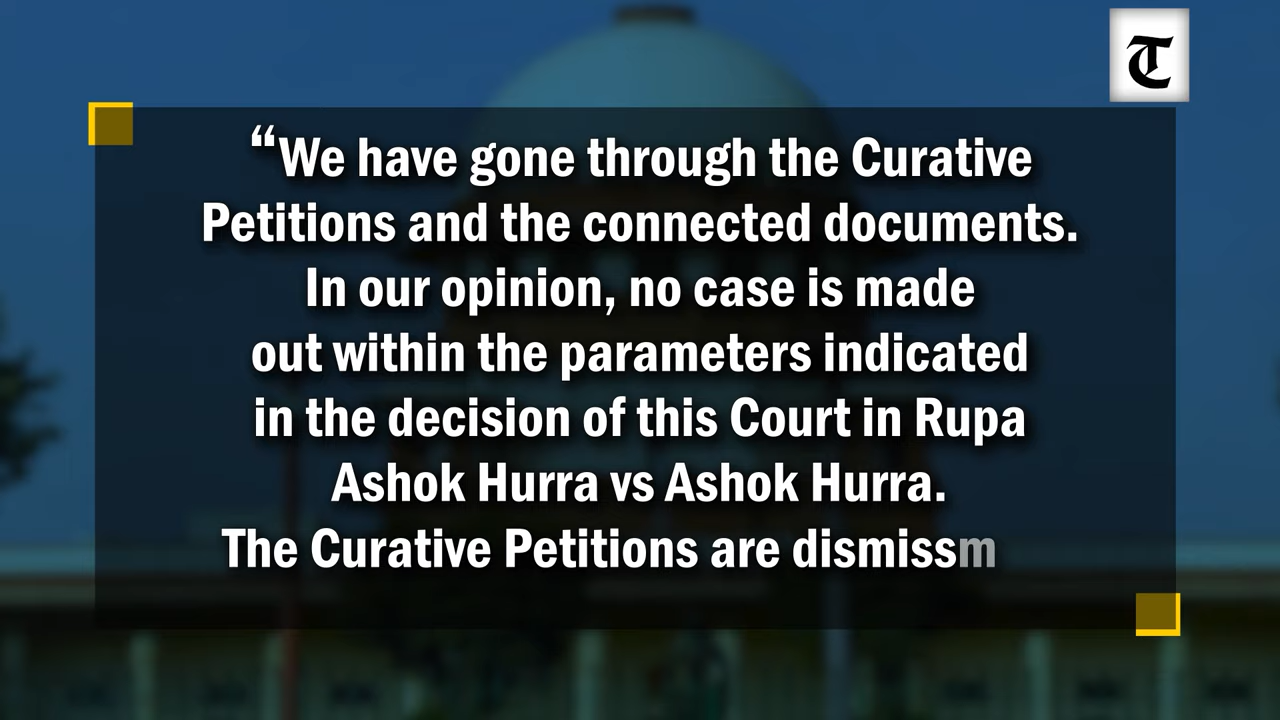 T
“We have gone through the Curative
Petitions and the connected documents.
In our opinion, no case is made
out within the parameters indicated
in the decision of this Court in Rupa
Ashok Hurra vs Ashok Hurra.
The Curative Petitions are dismissm